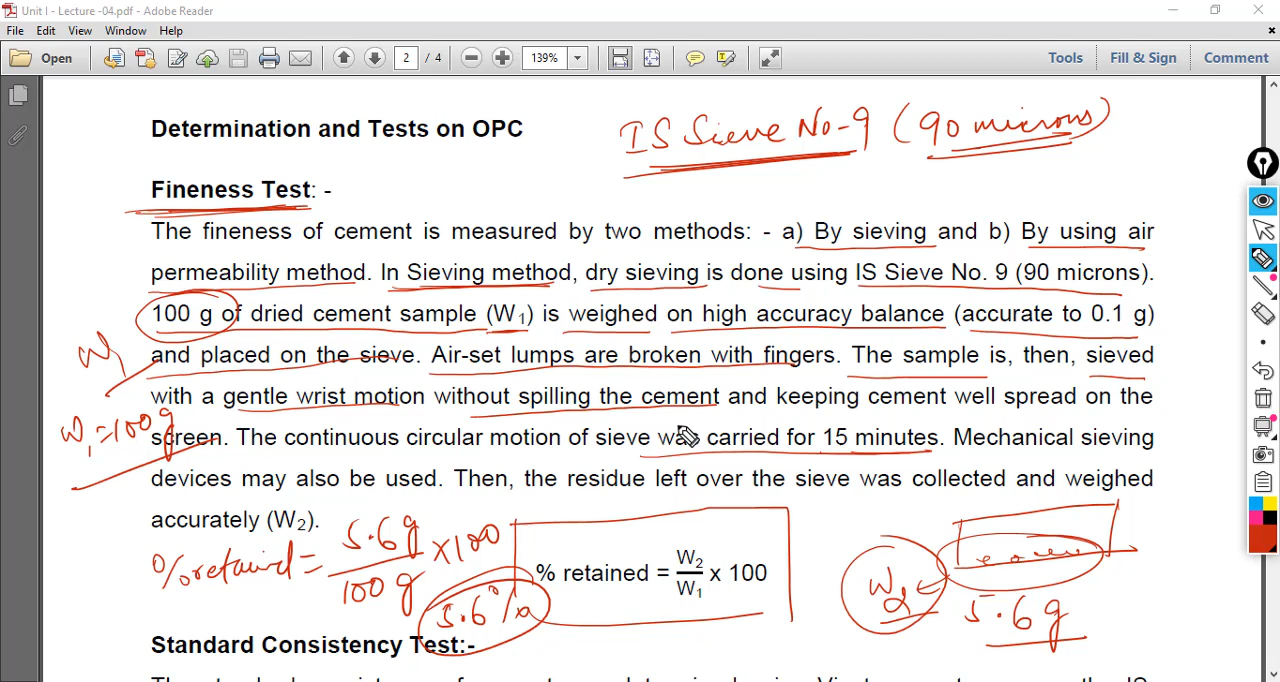 Unit I - Lecture -04.pdf - Adobe Reader
File Edit View Window Help
Open 2 / 4 139% Tools Fill & Sign Comment
IS Sieve No-9 (90 microns)
Determination and Tests on OPC
Fineness Test: -
The fineness of cement is measured by two methods: - a) By sieving and b) By using air
permeability method. In Sieving method, dry sieving is done using IS Sieve No. 9 (90 microns).
100 g of dried cement sample (W₁) is weighed on high accuracy balance (accurate to 0.1 g)
W₁
and placed on the sieve. Air-set lumps are broken with fingers. The sample is, then, sieved
with a gentle wrist motion without spilling the cement and keeping cement well spread on the
W₁=100g
screen. The continuous circular motion of sieve was carried for 15 minutes. Mechanical sieving
devices may also be used. Then, the residue left over the sieve was collected and weighed
accurately (W₂).
% retained = 5.6g/100g ×100
5.6%
% retained = W₂/W₁ x 100
W₂
5.6g
Standard Consistency Test:-